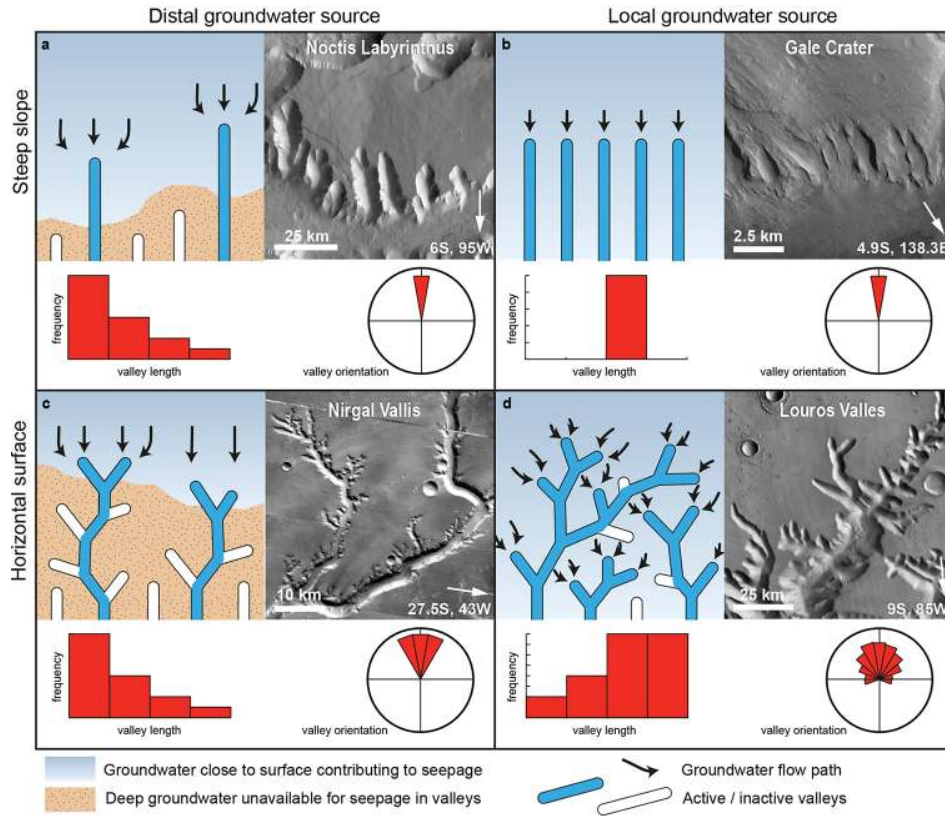 Distal groundwater source
Local groundwater source
Steep slope
a
Noctis Labyrinthus
25 km
6S, 95W
frequency
valley length
valley orientation
b
Gale Crater
2.5 km
4.9S, 138.3E
frequency
valley length
valley orientation
Horizontal surface
c
Nirgal Vallis
10 km
27.5S, 43W
frequency
valley length
valley orientation
d
Louros Valles
25 km
9S, 85W
frequency
valley length
valley orientation
Groundwater close to surface contributing to seepage
Groundwater flow path
Deep groundwater unavailable for seepage in valleys
Active / inactive valleys